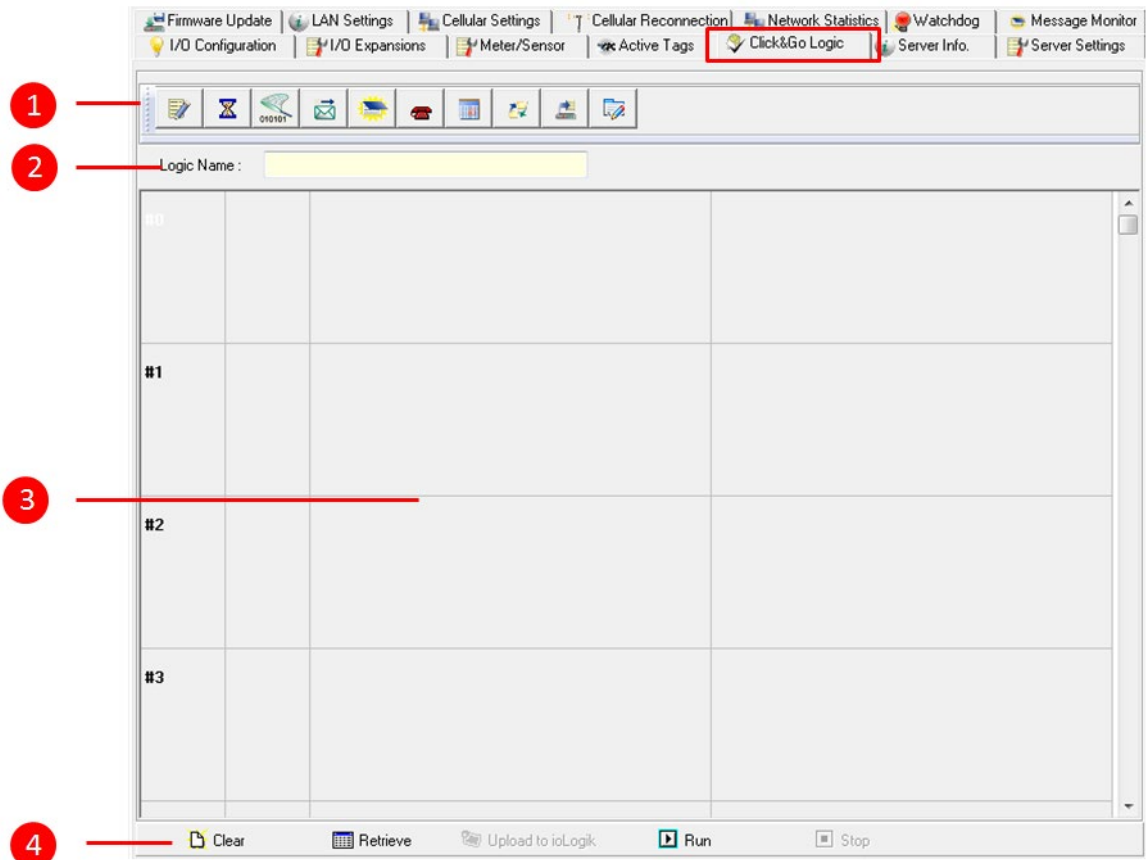 Firmware Update LAN Settings Cellular Settings Cellular Reconnection Network Statistics Watchdog Message Monitor
I/O Configuration I/O Expansions Meter/Sensor Active Tags Click&Go Logic Server Info. Server Settings
1
010101
2 Logic Name :
#0
#1
3
#2
#3
4 Clear Retrieve Upload to ioLogik Run Stop